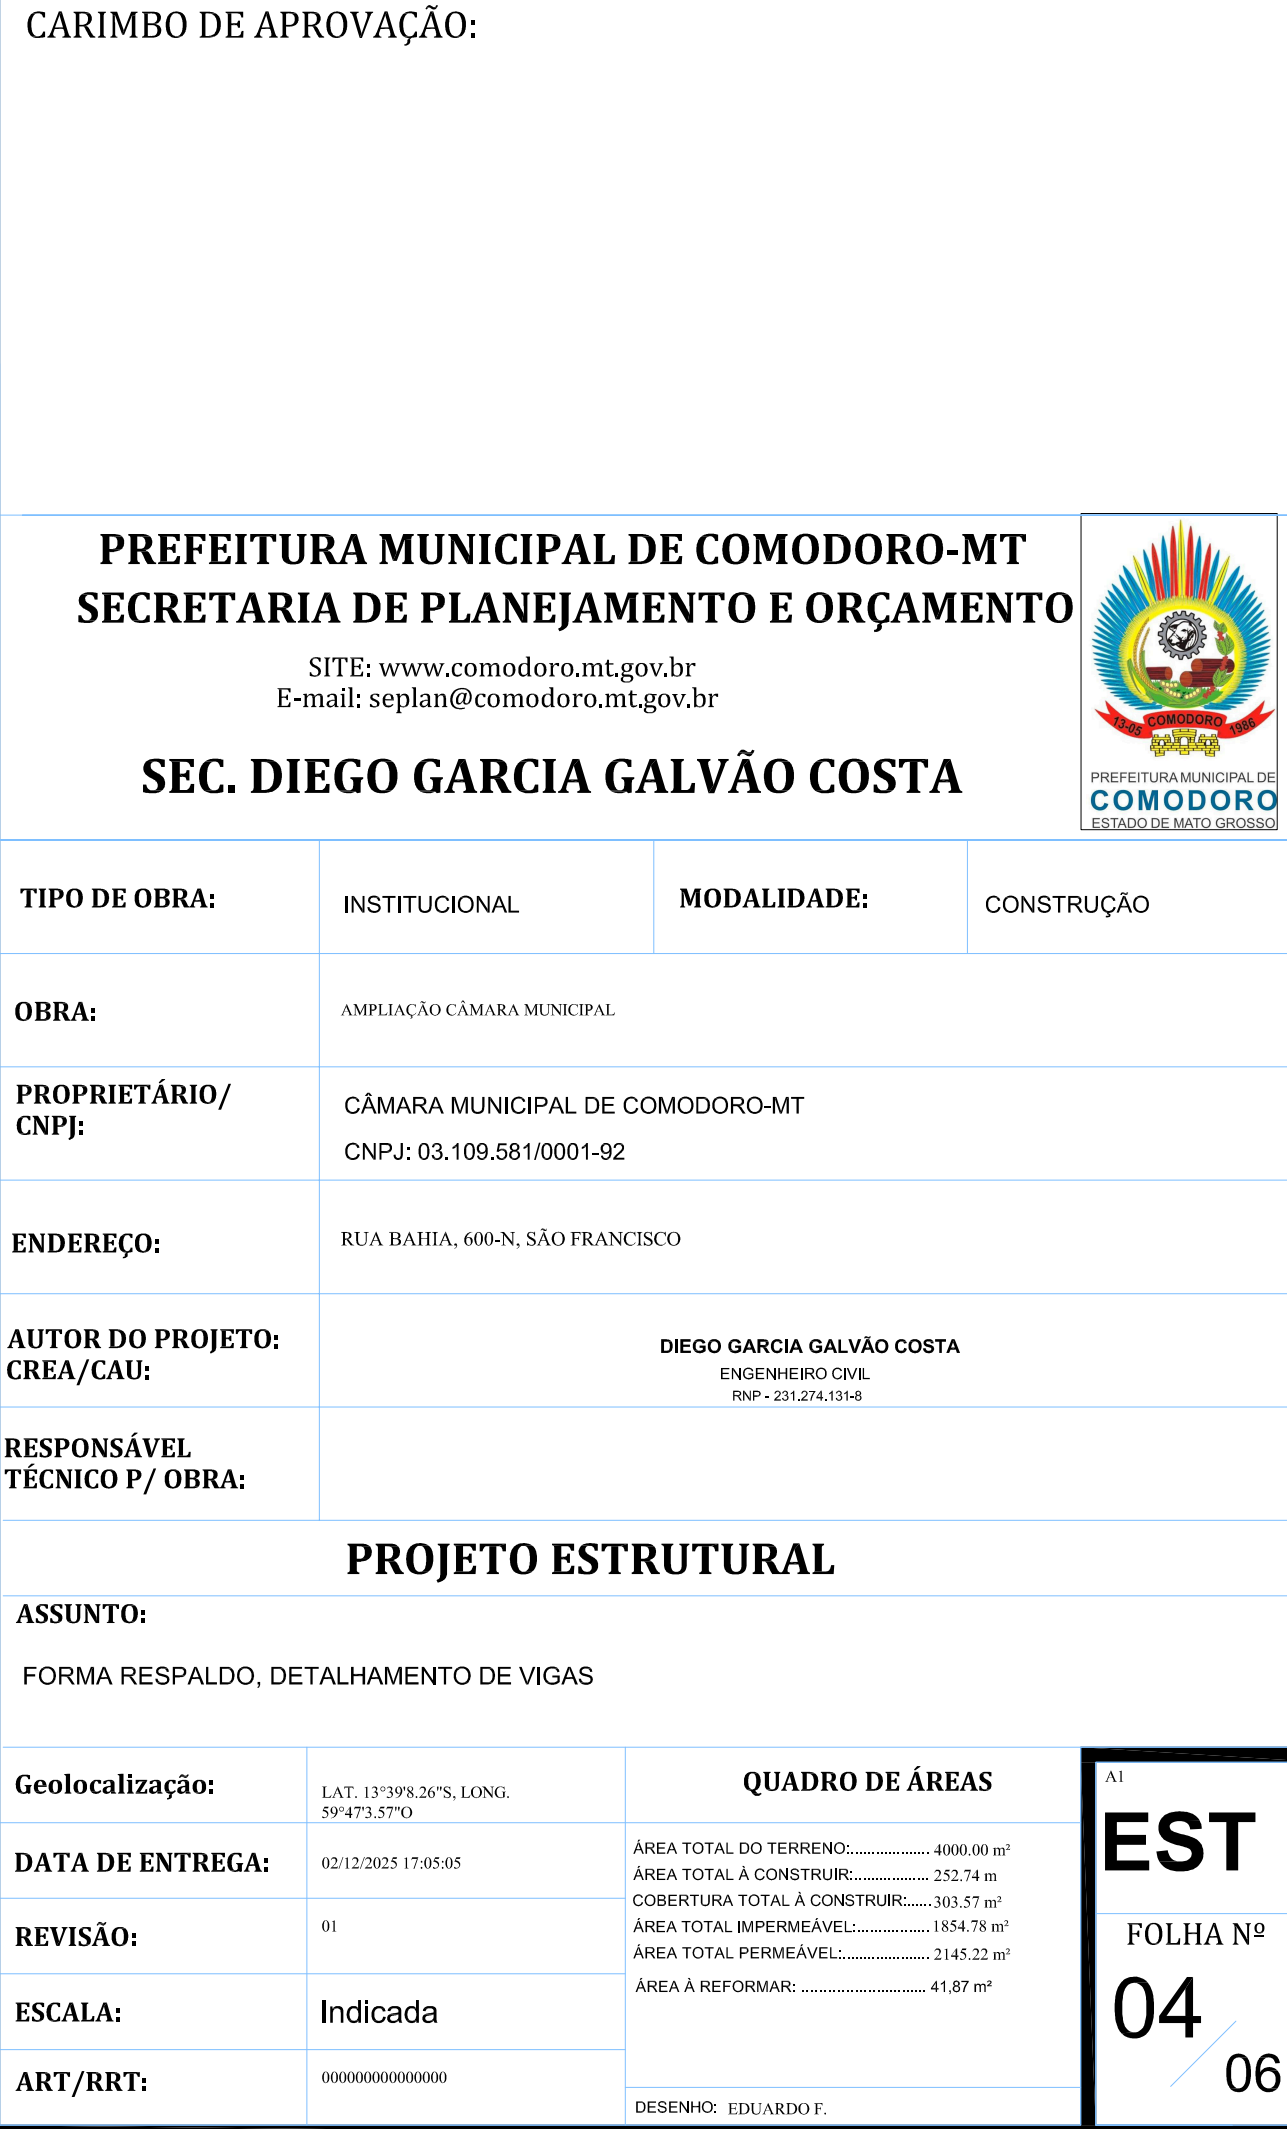 CARIMBO DE APROVAÇÃO:
PREFEITURA MUNICIPAL DE COMODORO-MT
SECRETARIA DE PLANEJAMENTO E ORÇAMENTO
SITE: www.comodoro.mt.gov.br
E-mail: seplan@comodoro.mt.gov.br
SEC. DIEGO GARCIA GALVÃO COSTA
13-05 COMODORO 1986
PREFEITURA MUNICIPAL DE
COMODORO
ESTADO DE MATO GROSSO
TIPO DE OBRA: INSTITUCIONAL MODALIDADE: CONSTRUÇÃO
OBRA: AMPLIAÇÃO CÂMARA MUNICIPAL
PROPRIETÁRIO/
CNPJ:
CÂMARA MUNICIPAL DE COMODORO-MT
CNPJ: 03.109.581/0001-92
ENDEREÇO: RUA BAHIA, 600-N, SÃO FRANCISCO
AUTOR DO PROJETO:
CREA/CAU:
DIEGO GARCIA GALVÃO COSTA
ENGENHEIRO CIVIL
RNP - 231.274.131-8
RESPONSÁVEL
TÉCNICO P/ OBRA:
PROJETO ESTRUTURAL
ASSUNTO:
FORMA RESPALDO, DETALHAMENTO DE VIGAS
Geolocalização:
LAT. 13°39'8.26"S, LONG.
59°47'3.57"O
DATA DE ENTREGA: 02/12/2025 17:05:05
REVISÃO: 01
ESCALA: Indicada
ART/RRT: 000000000000000
QUADRO DE ÁREAS
ÁREA TOTAL DO TERRENO:.................. 4000.00 m²
ÁREA TOTAL À CONSTRUIR:................. 252.74 m
COBERTURA TOTAL À CONSTRUIR:...... 303.57 m²
ÁREA TOTAL IMPERMEÁVEL:................. 1854.78 m²
ÁREA TOTAL PERMEÁVEL:.................... 2145.22 m²
ÁREA À REFORMAR: ............................ 41,87 m²
DESENHO: EDUARDO F.
A1
EST
FOLHA Nº
04
06